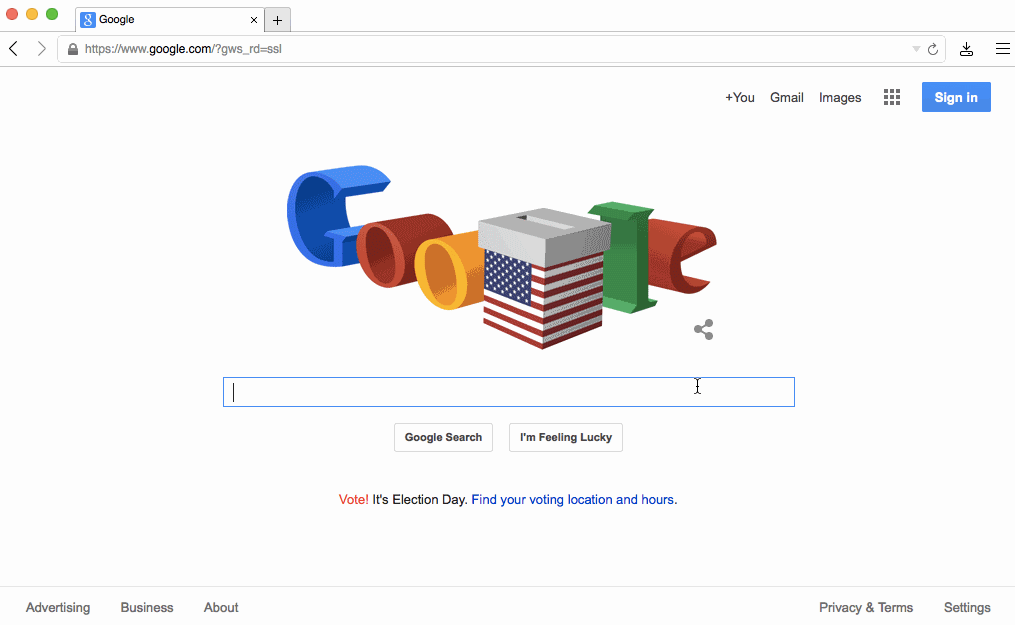 Google
https://www.google.com/?gws_rd=ssl
+You Gmail Images Sign in
Google Search I'm Feeling Lucky
Vote! It's Election Day. Find your voting location and hours.
Advertising Business About Privacy & Terms Settings